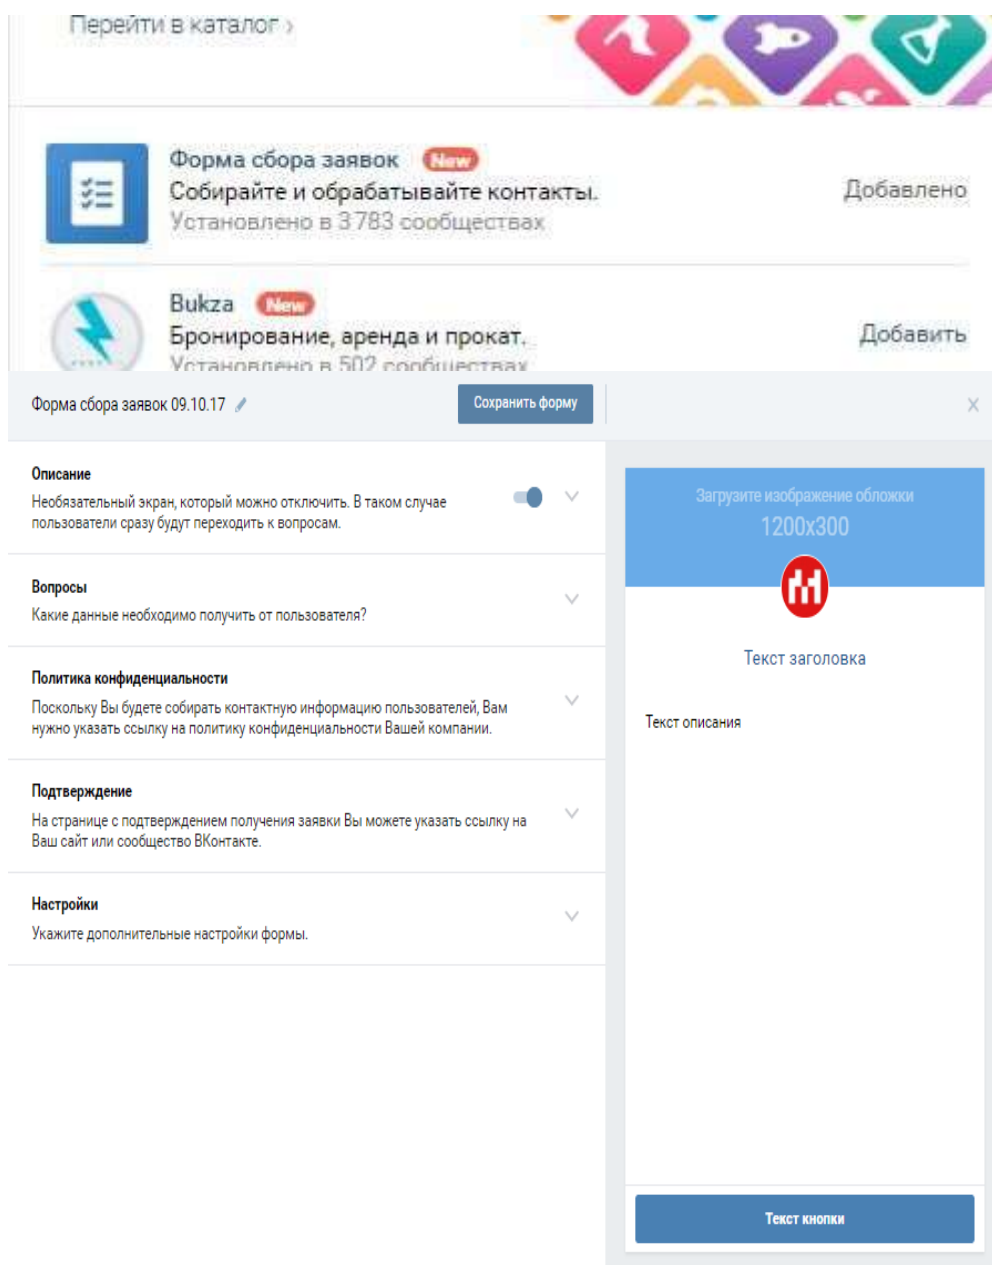 Перейти в каталог ›
Форма сбора заявок New
Собирайте и обрабатывайте контакты.
Установлено в 3 783 сообществах
Добавлено
Bukza New
Бронирование, аренда и прокат.
Установлено в 502 сообществах
Добавить
Форма сбора заявок 09.10.17
Сохранить форму
Описание
Необязательный экран, который можно отключить. В таком случае
пользователи сразу будут переходить к вопросам.
Вопросы
Какие данные необходимо получить от пользователя?
Политика конфиденциальности
Поскольку Вы будете собирать контактную информацию пользователей, Вам
нужно указать ссылку на политику конфиденциальности Вашей компании.
Подтверждение
На странице с подтверждением получения заявки Вы можете указать ссылку на
Ваш сайт или сообщество ВКонтакте.
Настройки
Укажите дополнительные настройки формы.
Загрузите изображение обложки
1200x300
Текст заголовка
Текст описания
Текст кнопки